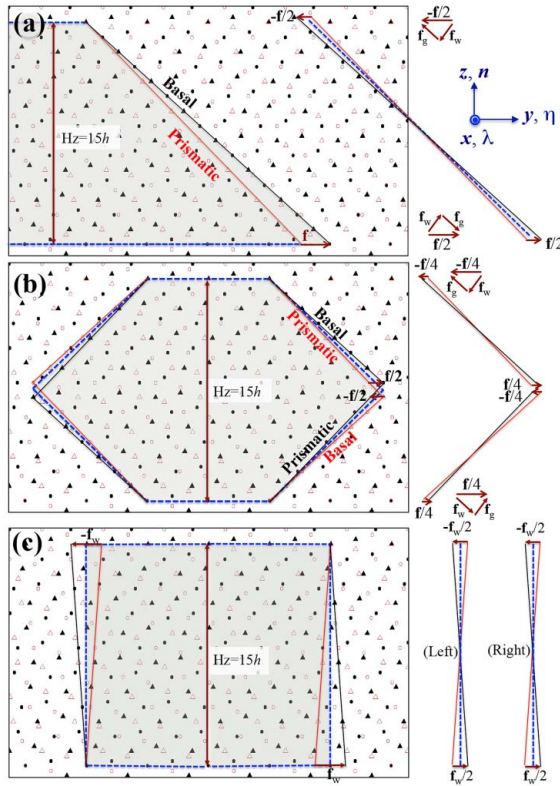 (a)
Hz=15h
Basal
Prismatic
f
-f/2
f/2
-f/2
f_g f_w
z, n
y, η
x, λ
f_w f_g
f/2
(b)
Hz=15h
Basal
Prismatic
f/2
-f/2
Prismatic
Basal
-f/4
-f/4
f_g f_w
f/4
-f/4
f/4
f/4
f_w f_g
(c)
-f_w
Hz=15h
f_w
-f_w/2
-f_w/2
(Left)
(Right)
f_w/2
f_w/2